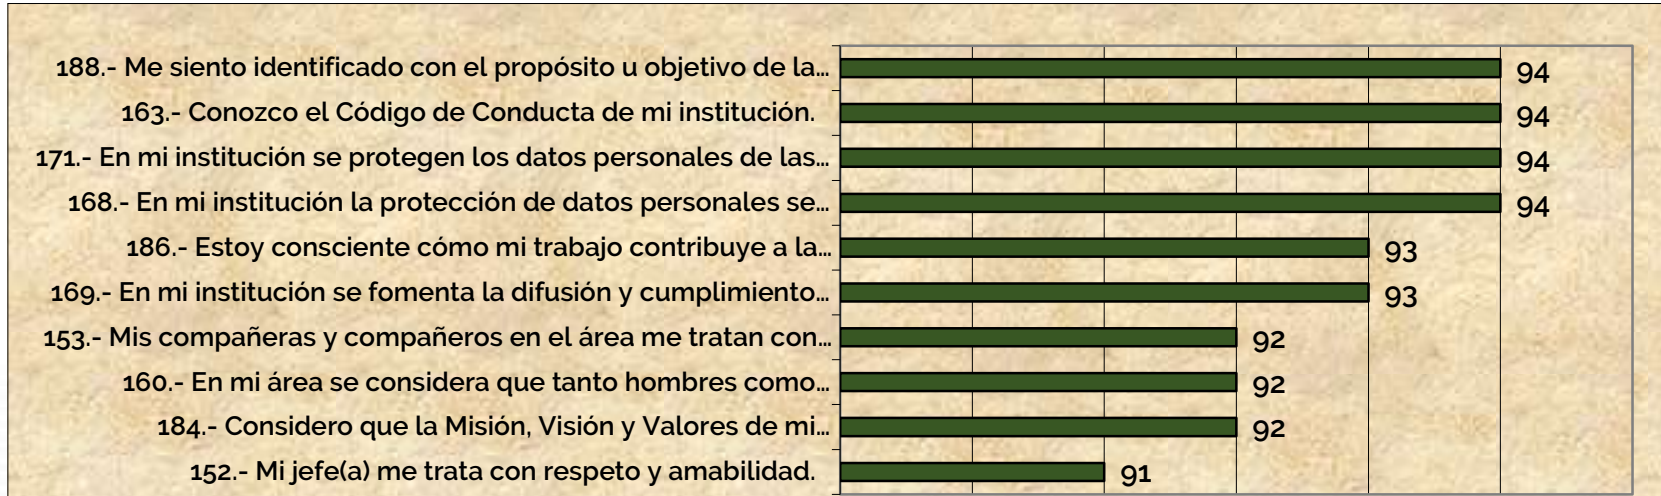 188.- Me siento identificado con el propósito u objetivo de la... 94
163.- Conozco el Código de Conducta de mi institución. 94
171.- En mi institución se protegen los datos personales de las... 94
168.- En mi institución la protección de datos personales se... 94
186.- Estoy consciente cómo mi trabajo contribuye a la... 93
169.- En mi institución se fomenta la difusión y cumplimiento... 93
153.- Mis compañeras y compañeros en el área me tratan con... 92
160.- En mi área se considera que tanto hombres como... 92
184.- Considero que la Misión, Visión y Valores de mi... 92
152.- Mi jefe(a) me trata con respeto y amabilidad. 91